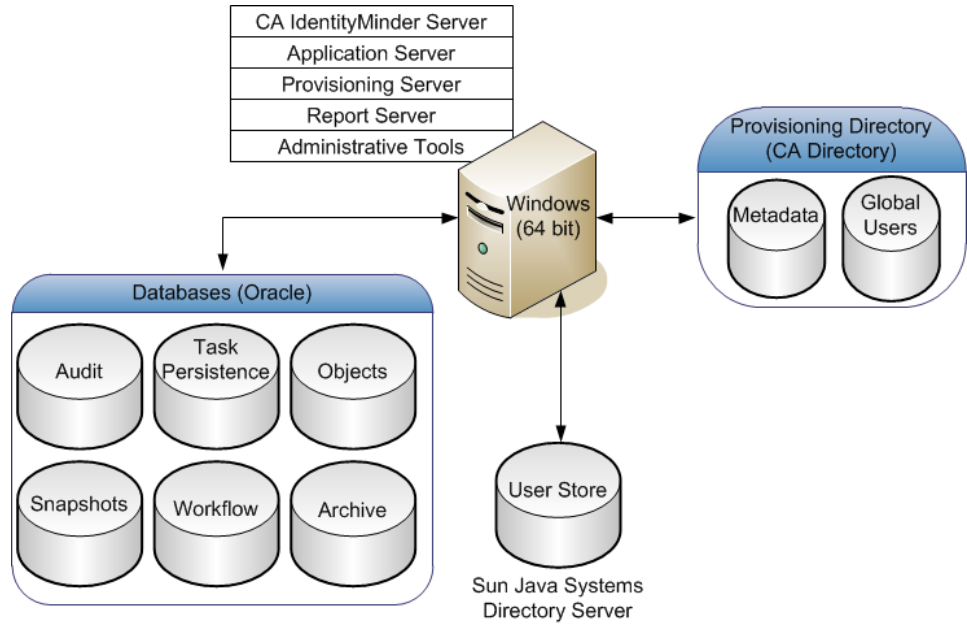 CA IdentityMinder Server
Application Server
Provisioning Server
Report Server
Administrative Tools
Windows
(64 bit)
Provisioning Directory
(CA Directory)
Metadata
Global
Users
Databases (Oracle)
Audit
Task
Persistence
Objects
Snapshots
Workflow
Archive
User Store
Sun Java Systems
Directory Server